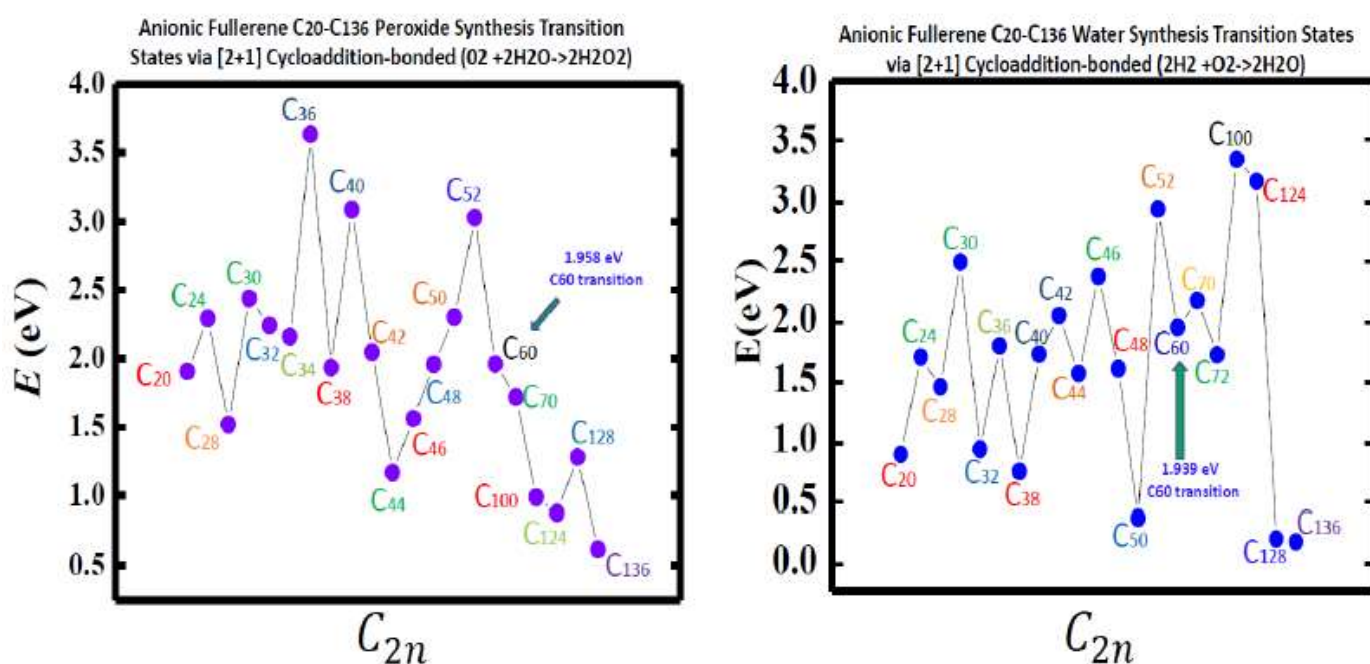 Anionic Fullerene C20-C136 Peroxide Synthesis Transition
States via [2+1] Cycloaddition-bonded (02 +2H2O->2H2O2)
4.0
3.5
3.0
2.5
2.0
1.5
1.0
0.5
E (eV)
C20
C24
C28
C30
C32
C34
C36
C38
C40
C42
C44
C46
C48
C50
C52
1.958 eV
C60 transition
C60
C70
C100
C124
C128
C136
C2n
Anionic Fullerene C20-C136 Water Synthesis Transition States
via [2+1] Cycloaddition-bonded (2H2 +O2->2H2O)
4.0
3.5
3.0
2.5
2.0
1.5
1.0
0.5
0.0
E(eV)
C20
C24
C28
C30
C32
C36
C38
C40
C42
C44
C46
C48
C50
C52
C60
1.939 eV
C60 transition
C70
C72
C100
C124
C128
C136
C2n